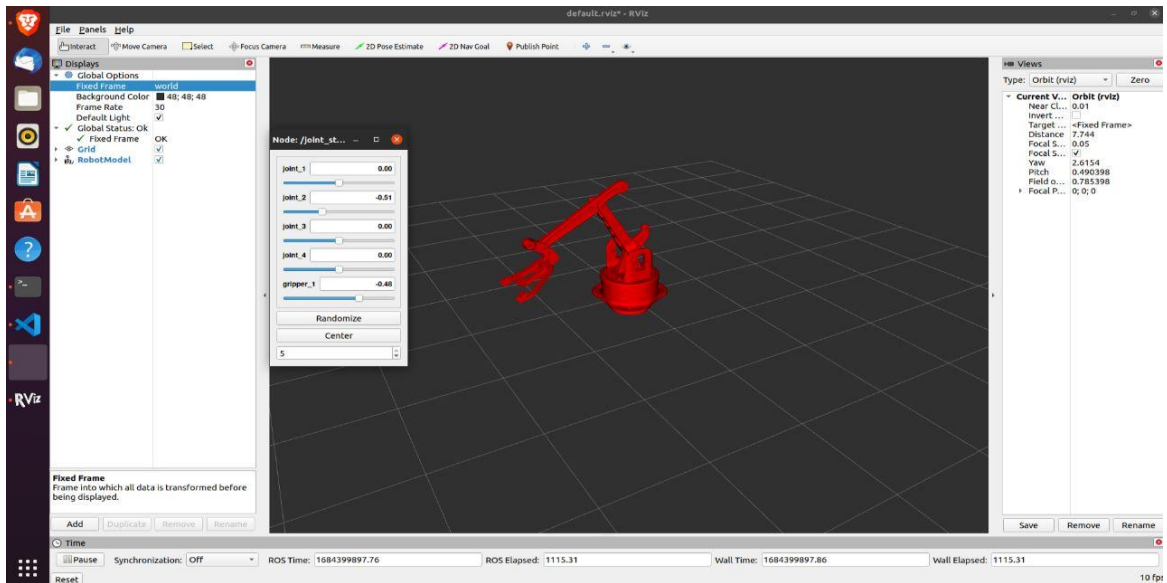 default.rviz* - RViz
File Panels Help
Interact Move Camera Select Focus Camera Measure 2D Pose Estimate 2D Nav Goal Publish Point
Displays
Global Options
Fixed Frame world
Background Color 48; 48; 48
Frame Rate 30
Default Light
Global Status: Ok
Fixed Frame OK
Grid
RobotModel
Node: /joint_st...
joint_1 0.00
joint_2 -0.51
joint_3 0.00
joint_4 0.00
gripper_1 -0.48
Randomize
Center
5
Views
Type: Orbit (rviz) Zero
Current V... Orbit (rviz)
Near Cl... 0.01
Invert ...
Target ... <Fixed Frame>
Distance 7.744
Focal S... 0.05
Focal S...
Yaw 2.6154
Pitch 0.490398
Field o... 0.785398
Focal P... 0; 0; 0
RViz
Fixed Frame
Frame into which all data is transformed before
being displayed.
Add Duplicate Remove Rename
Save Remove Rename
Time
Pause Synchronization: Off ROS Time: 1684399897.76 ROS Elapsed: 1115.31 Wall Time: 1684399897.86 Wall Elapsed: 1115.31
Reset 10 fps